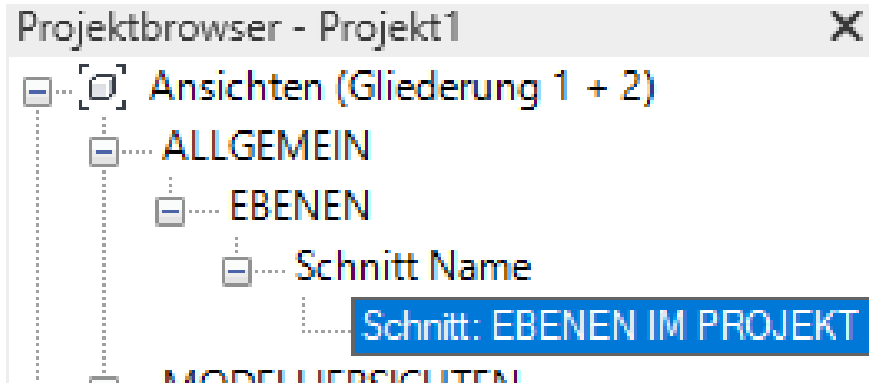 Projektbrowser - Projekt1
Ansichten (Gliederung 1 + 2)
ALLGEMEIN
EBENEN
Schnitt Name
Schnitt: EBENEN IM PROJEKT